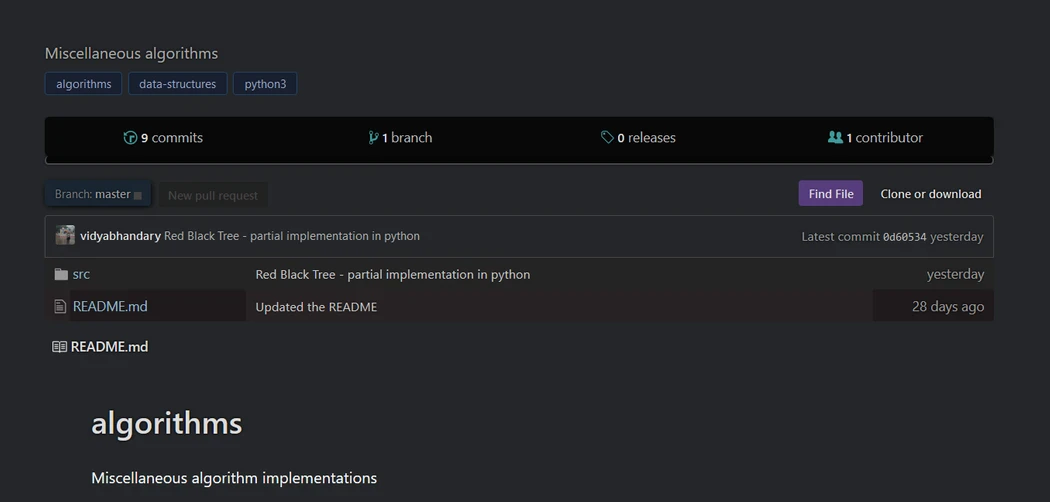 Miscellaneous algorithms
algorithms data-structures python3
9 commits 1 branch 0 releases 1 contributor
Branch: master New pull request Find File Clone or download
vidyabhandary Red Black Tree - partial implementation in python Latest commit 0d60534 yesterday
src Red Black Tree - partial implementation in python yesterday
README.md Updated the README 28 days ago
README.md
algorithms
Miscellaneous algorithm implementations